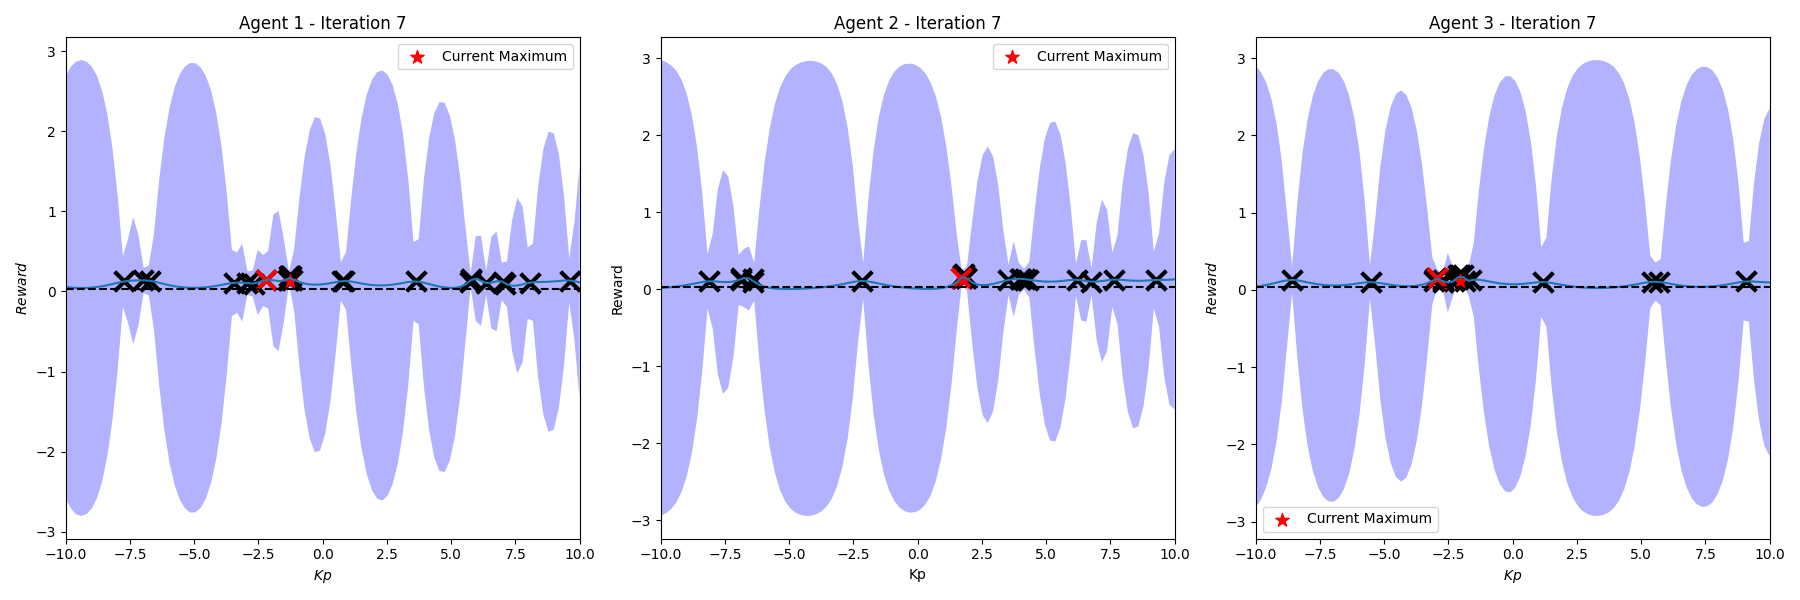 Agent 1 - Iteration 7
3
2
1
0
−1
−2
−3
Reward
−10.0 −7.5 −5.0 −2.5 0.0 2.5 5.0 7.5 10.0
Kp
Current Maximum
Agent 2 - Iteration 7
3
2
1
0
−1
−2
−3
Reward
−10.0 −7.5 −5.0 −2.5 0.0 2.5 5.0 7.5 10.0
Kp
Current Maximum
Agent 3 - Iteration 7
3
2
1
0
−1
−2
−3
Reward
−10.0 −7.5 −5.0 −2.5 0.0 2.5 5.0 7.5 10.0
Kp
Current Maximum